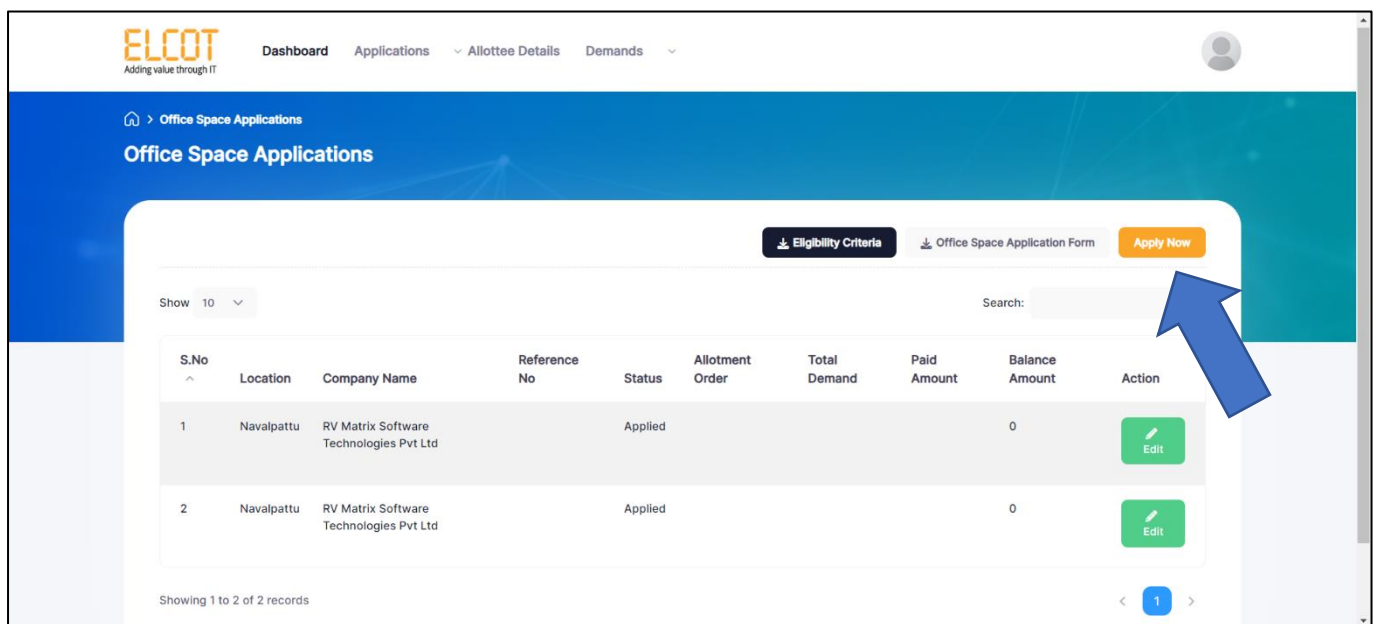 ELCOT
Adding value through IT
Dashboard Applications Allottee Details Demands
Office Space Applications
Office Space Applications
Eligibility Criteria Office Space Application Form Apply Now
Show 10 Search:
S.No Location Company Name Reference No Status Allotment Order Total Demand Paid Amount Balance Amount Action
1 Navalpattu RV Matrix Software Applied 0 Edit
Technologies Pvt Ltd
2 Navalpattu RV Matrix Software Applied 0 Edit
Technologies Pvt Ltd
Showing 1 to 2 of 2 records 1